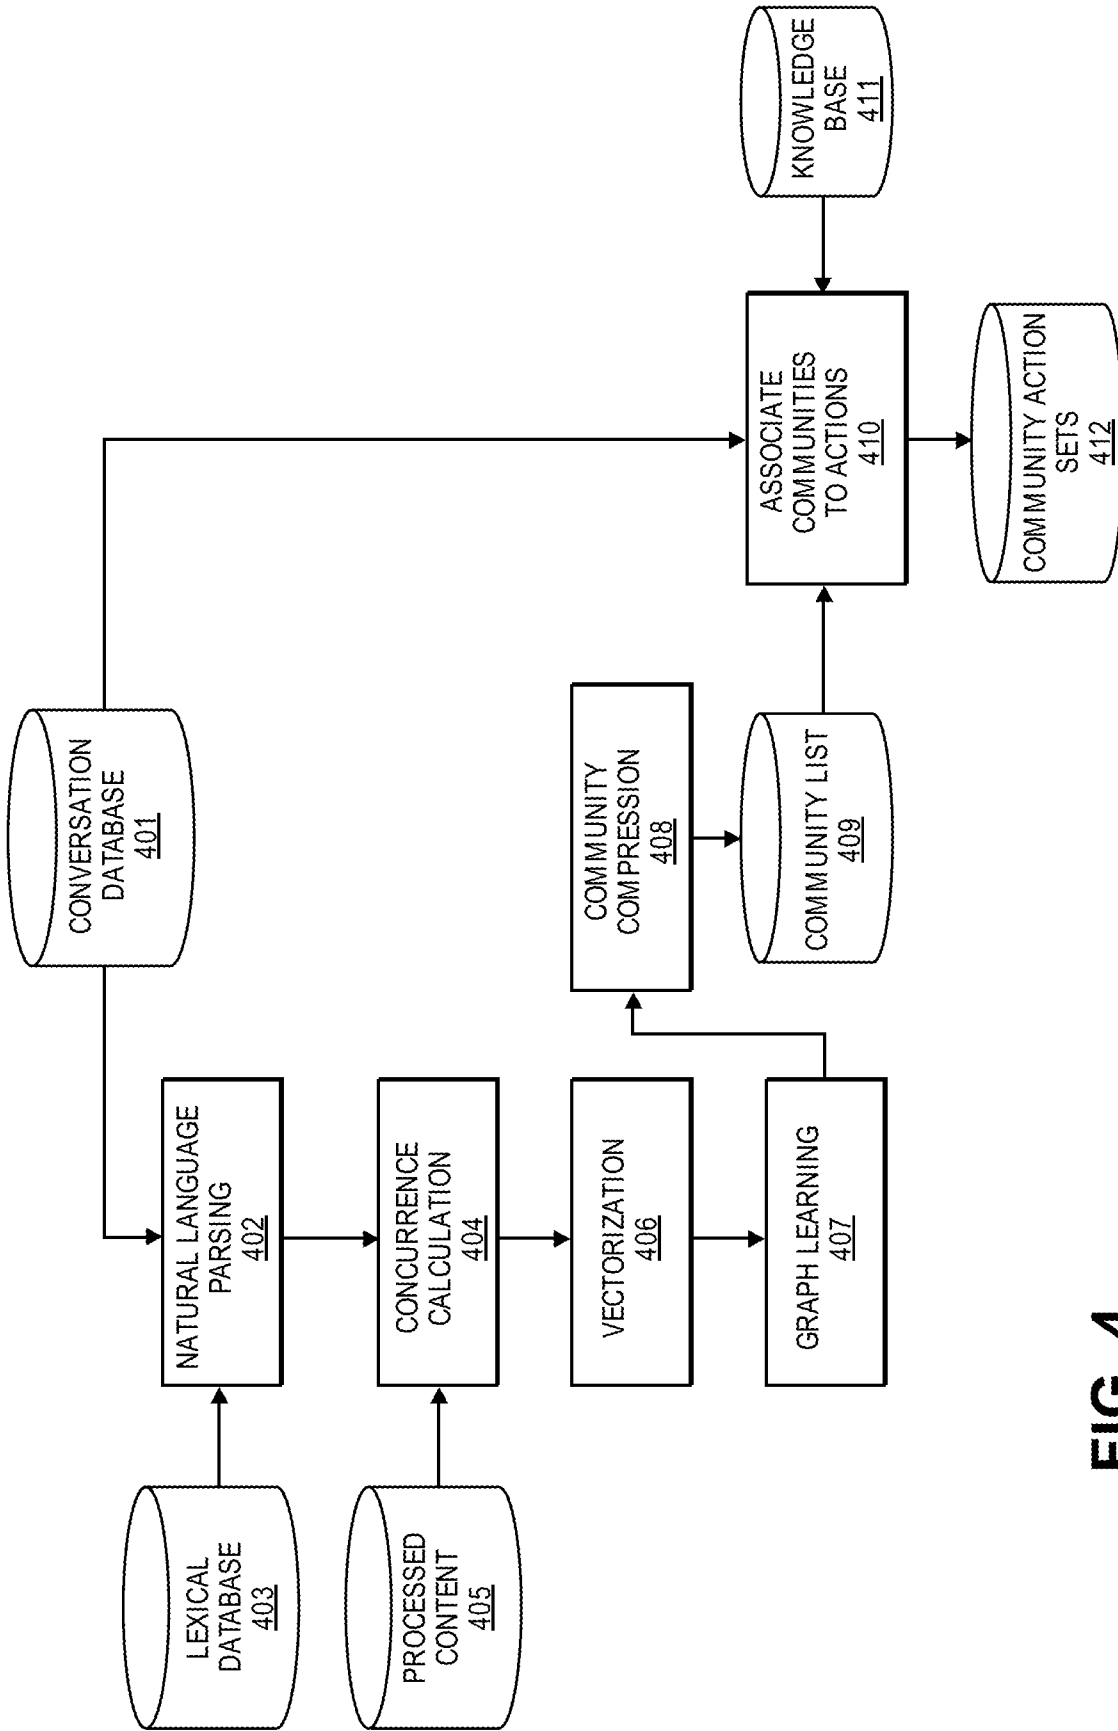 CONVERSATION
DATABASE
401
LEXICAL
DATABASE
403
NATURAL LANGUAGE
PARSING
402
PROCESSED
CONTENT
405
CONCURRENCE
CALCULATION
404
VECTORIZATION
406
GRAPH LEARNING
407
COMMUNITY
COMPRESSION
408
COMMUNITY LIST
409
ASSOCIATE
COMMUNITIES
TO ACTIONS
410
KNOWLEDGE
BASE
411
COMMUNITY ACTION
SETS
412
FIG. 4